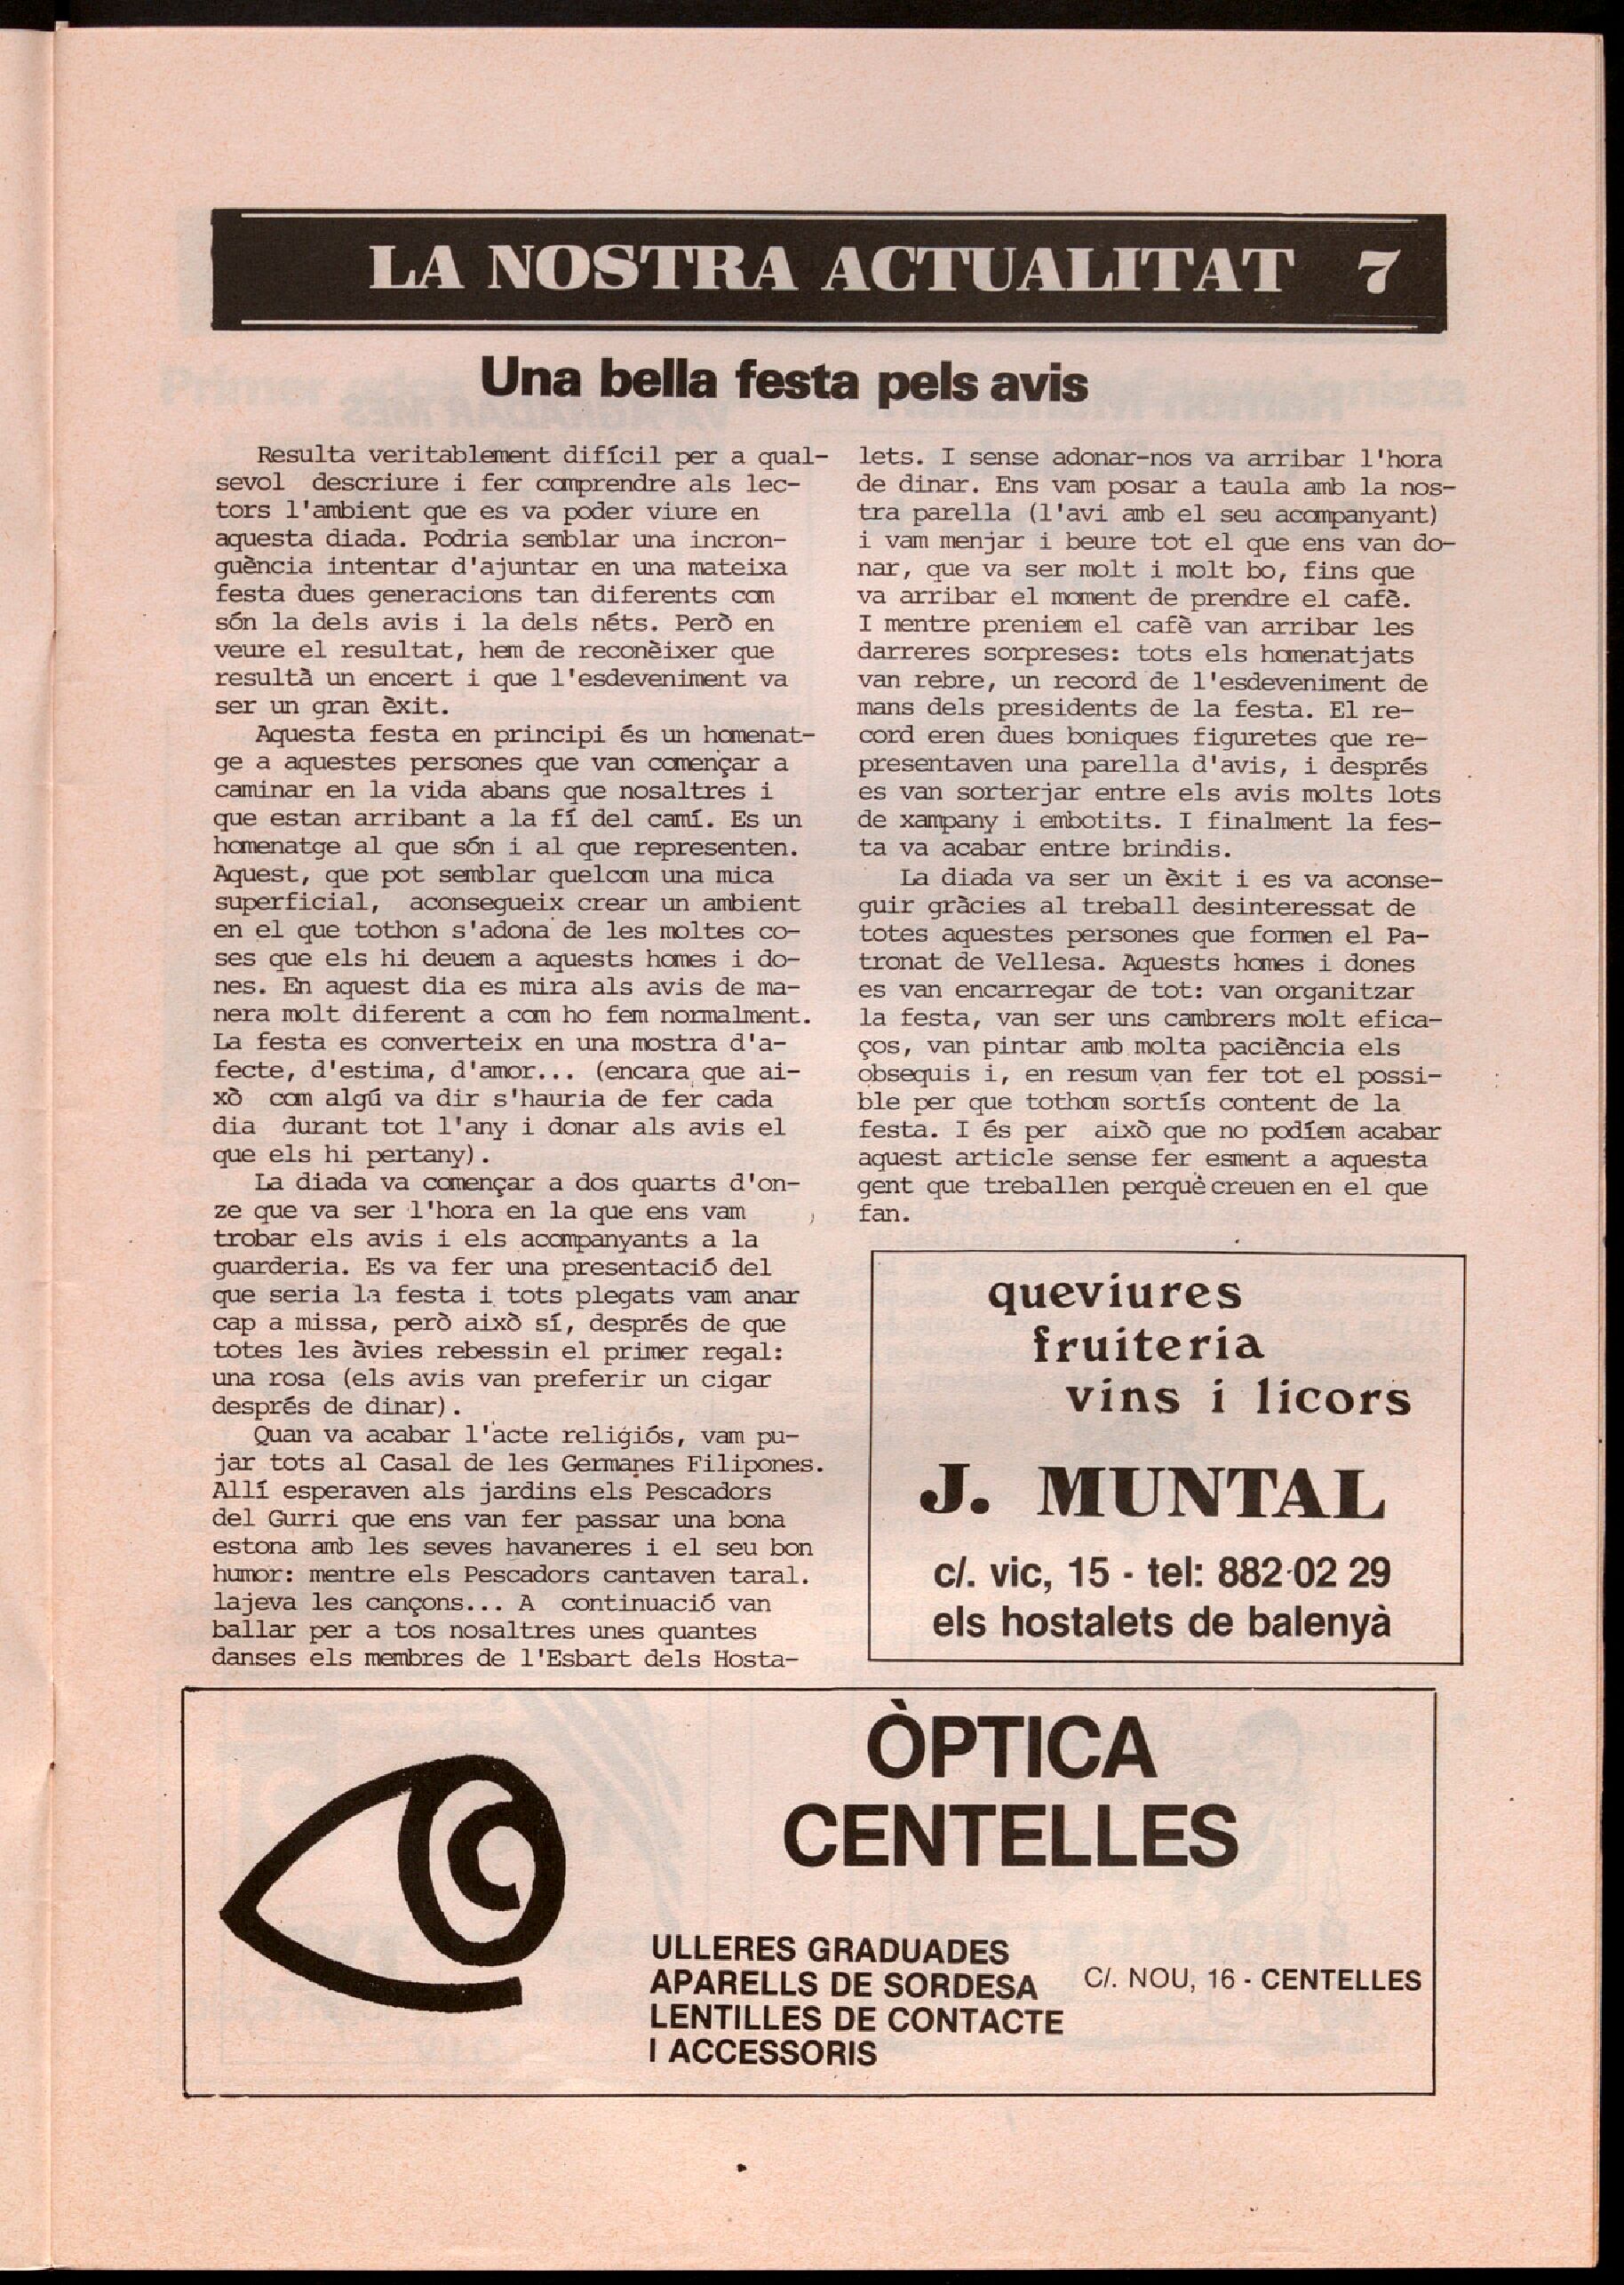 LA NOSTRA ACTUALITAT 7
Una bella festa pels avis
Resulta veritablement difícil per a qual-
sevol descriure i fer comprendre als lec-
tors l'ambient que es va poder viure en
aquesta diada. Podria semblar una incron-
guència intentar d'ajuntar en una mateixa
festa dues generacions tan diferents com
són la dels avis i la dels néts. Però en
veure el resultat, hem de reconèixer que
resultà un encert i que l'esdeveniment va
ser un gran èxit.
Aquesta festa en principi és un homenat-
ge a aquestes persones que van començar a
caminar en la vida abans que nosaltres i
que estan arribant a la fí del camí. Es un
homenatge al que són i al que representen.
Aquest, que pot semblar quelcom una mica
superficial, aconsegueix crear un ambient
en el que tothon s'adona de les moltes co-
ses que els hi deuem a aquests homes i do-
nes. En aquest dia es mira als avis de ma-
nera molt diferent a com ho fem normalment.
La festa es converteix en una mostra d'a-
fecte, d'estima, d'amor... (encara que ai-
xò com algú va dir s'hauria de fer cada
dia durant tot l'any i donar als avis el
que els hi pertany).
La diada va començar a dos quarts d'on-
ze que va ser l'hora en la que ens vam
trobar els avis i els acompanyants a la
guarderia. Es va fer una presentació del
que seria la festa i tots plegats vam anar
cap a missa, però això sí, després de que
totes les àvies rebessin el primer regal:
una rosa (els avis van preferir un cigar
després de dinar).
Quan va acabar l'acte religiós, vam pu-
jar tots al Casal de les Germanes Filipones.
Allí esperaven als jardins els Pescadors
del Gurri que ens van fer passar una bona
estona amb les seves havaneres i el seu bon
humor: mentre els Pescadors cantaven taral.
lajeva les cançons... A continuació van
ballar per a tos nosaltres unes quantes
danses els membres de l'Esbart dels Hosta-
lets. I sense adonar-nos va arribar l'hora
de dinar. Ens vam posar a taula amb la nos-
tra parella (l'avi amb el seu acompanyant)
i vam menjar i beure tot el que ens van do-
nar, que va ser molt i molt bo, fins que
va arribar el moment de prendre el cafè.
I mentre preniem el cafè van arribar les
darreres sorpreses: tots els homenatjats
van rebre, un record de l'esdeveniment de
mans dels presidents de la festa. El re-
cord eren dues boniques figuretes que re-
presentaven una parella d'avis, i després
es van sorterjar entre els avis molts lots
de xampany i embotits. I finalment la fes-
ta va acabar entre brindis.
La diada va ser un èxit i es va aconse-
guir gràcies al treball desinteressat de
totes aquestes persones que formen el Pa-
tronat de Vellesa. Aquests homes i dones
es van encarregar de tot: van organitzar
la festa, van ser uns cambrers molt efica-
ços, van pintar amb molta paciència els
obsequis i, en resum van fer tot el possi-
ble per que tothom sortís content de la
festa. I és per això que no podíem acabar
aquest article sense fer esment a aquesta
gent que treballen perquè creuen en el que
fan.
queviures
fruiteria
vins i licors
J. MUNTAL
c/. vic, 15 - tel: 882 02 29
els hostalets de balenyà
ÒPTICA
CENTELLES
ULLERES GRADUADES
APARELLS DE SORDESA
LENTILLES DE CONTACTE
I ACCESSORIS
C/. NOU, 16 - CENTELLES